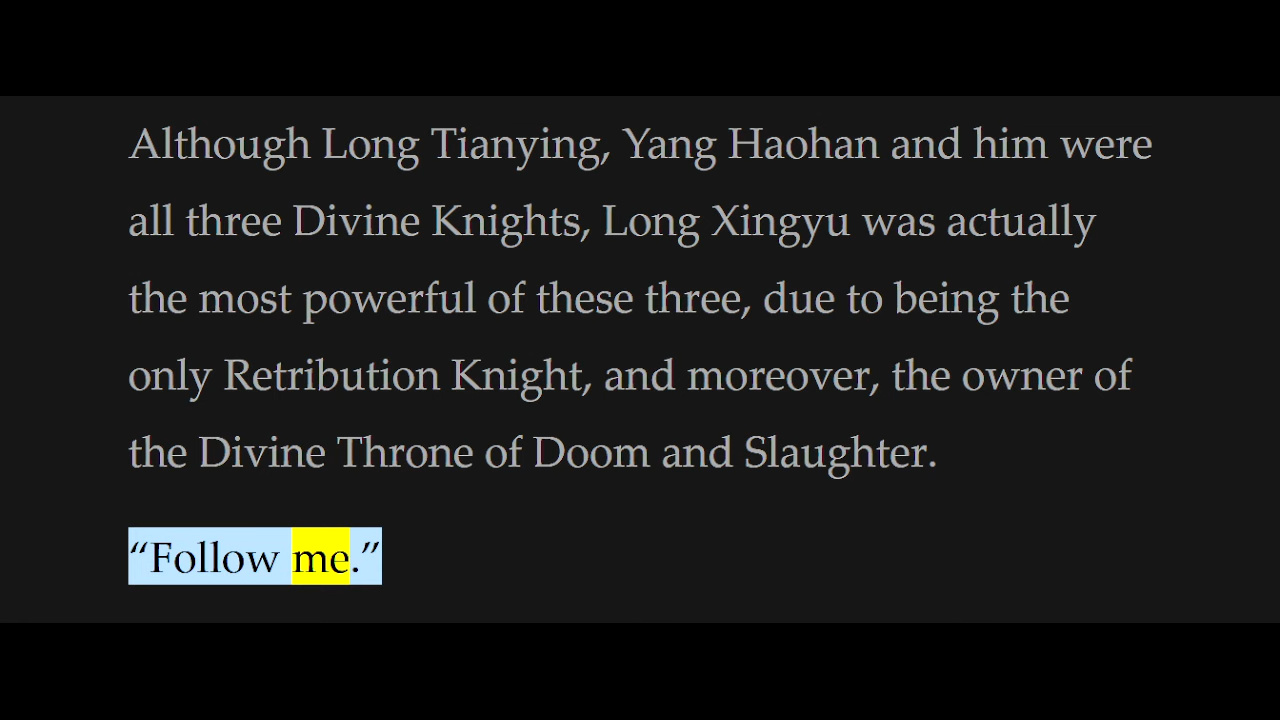 Although Long Tianying, Yang Haohan and him were
all three Divine Knights, Long Xingyu was actually
the most powerful of these three, due to being the
only Retribution Knight, and moreover, the owner of
the Divine Throne of Doom and Slaughter.
“Follow me.”